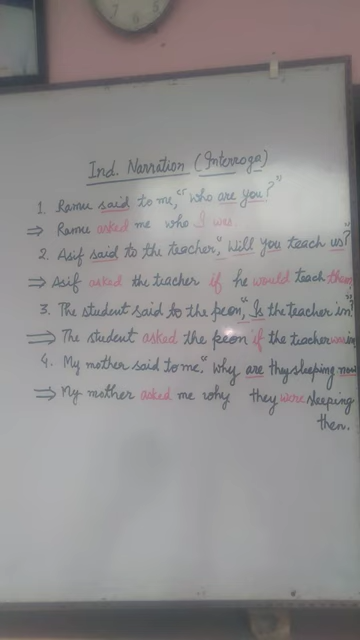 Ind. Narration (Interroga)
1. Ramu said to me, "who are you?"
⇒ Ramu asked me who I was.
2. Asif said to the teacher, "Will you teach us?"
⇒ Asif asked the teacher if he would teach them
3. The student said to the peon, "Is the teacher in?"
⇒ The student asked the peon if the teacher was in
4. My mother said to me, "why are they sleeping now
⇒ My mother asked me why they were sleeping
then.